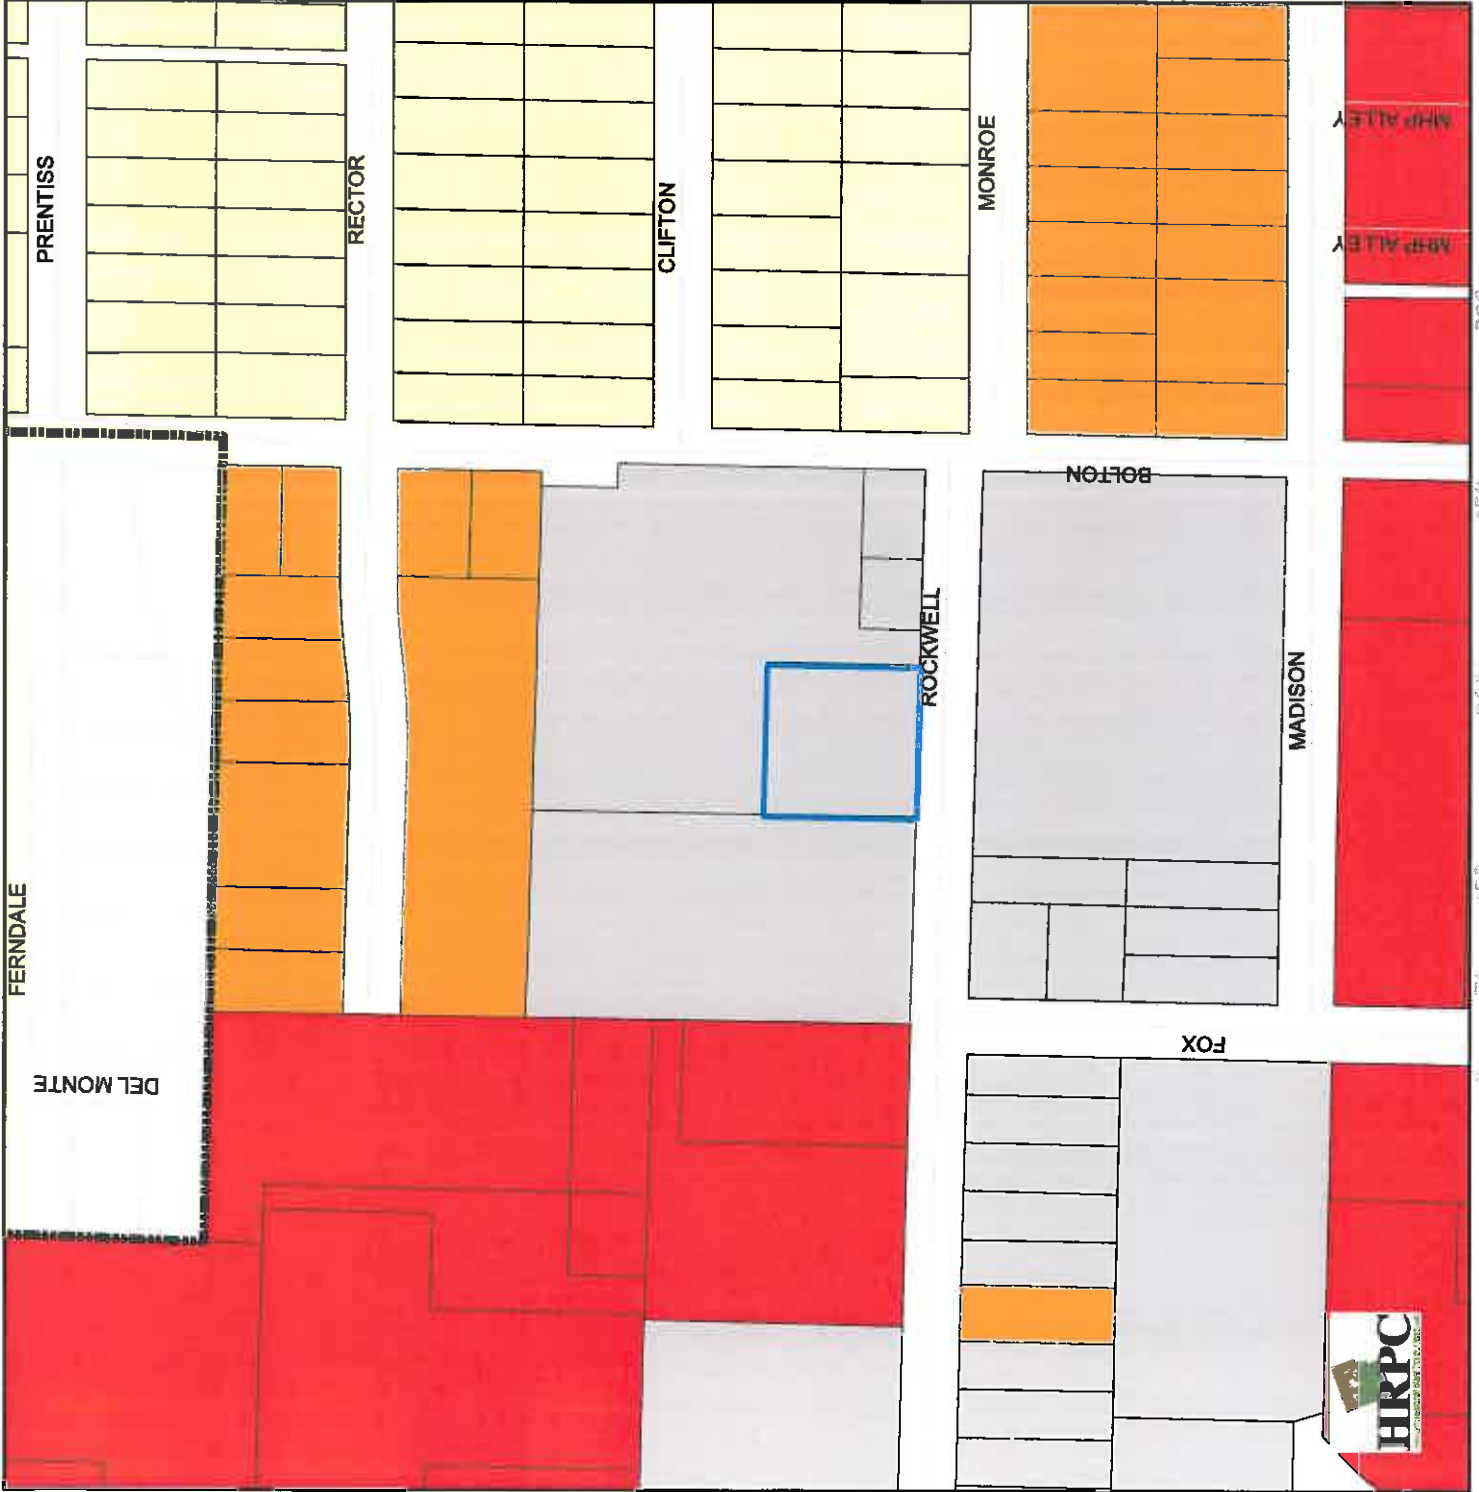 PRENTISS
RECTOR
CLIFTON
MONROE
MHP ALLEY
MHP ALLEY
BOLTON
ROCKWELL
MADISON
FERNDALE
DEL MONTE
FOX
HRPC